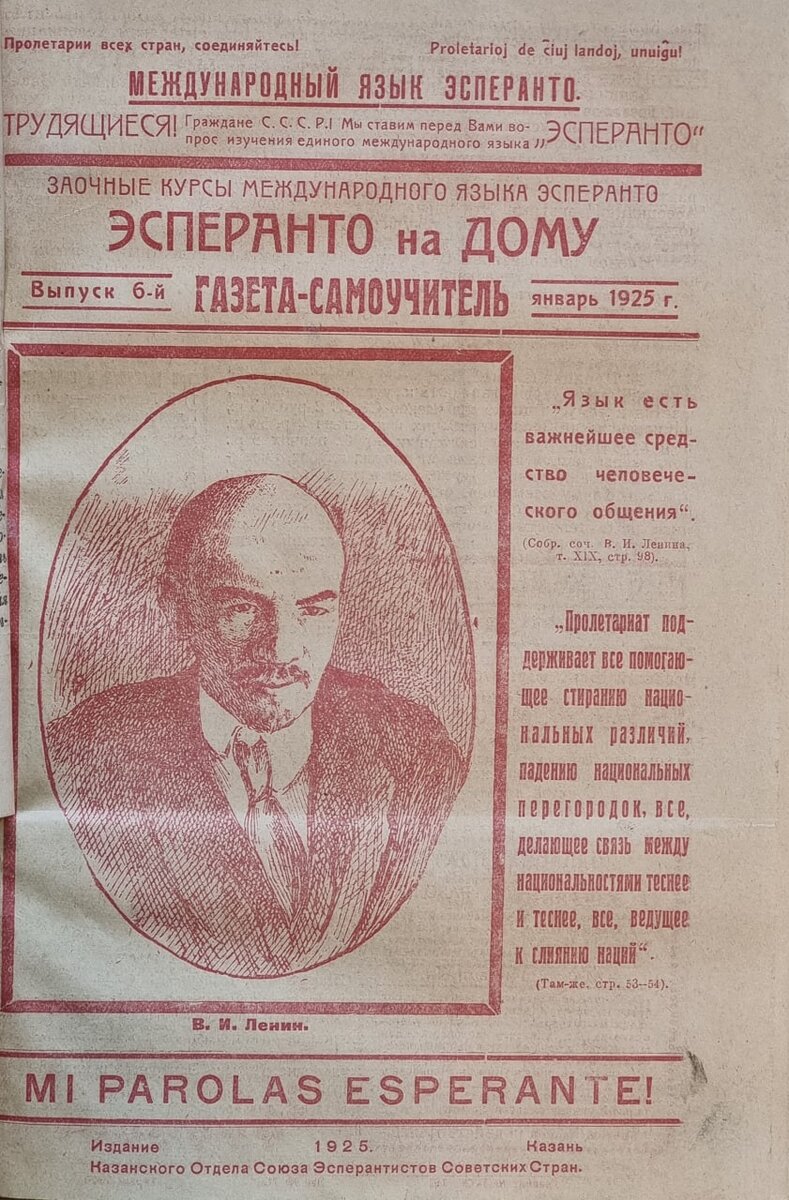 Пролетарии всех стран, соединяйтесь!
Proletarioj de ĉiuj landoj, unuiĝu!
МЕЖДУНАРОДНЫЙ ЯЗЫК ЭСПЕРАНТО.
ТРУДЯЩИЕСЯ! Граждане С. С. С. Р.! Мы ставим перед Вами во-
прос изучения единого международного языка „ЭСПЕРАНТО“
ЗАОЧНЫЕ КУРСЫ МЕЖДУНАРОДНОГО ЯЗЫКА ЭСПЕРАНТО
ЭСПЕРАНТО на ДОМУ
Выпуск 6-й ГАЗЕТА-САМОУЧИТЕЛЬ январь 1925 г.
„Язык есть
важнейшее сред-
ство человече-
ского общения“.
(Собр. соч. В. И. Ленина,
т. XIX, стр. 98).
„Пролетариат под-
держивает все помогаю-
щее стиранию нацио-
нальных различий,
падению национальных
перегородок, все,
делающее связь между
национальностями теснее
и теснее, все, ведущее
к слиянию наций“.
(Там-же, стр. 53—54).
В. И. Ленин.
MI PAROLAS ESPERANTE!
Издание 1925. Казань
Казанского Отдела Союза Эсперантистов Советских Стран.